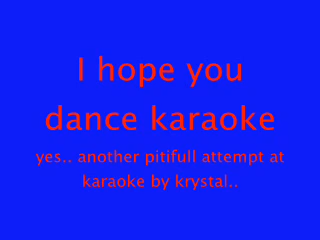 I hope you
dance karaoke
yes.. another pitifull attempt at
karaoke by krystal..